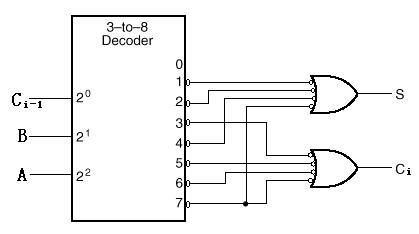 3–to–8
Decoder
0
1
2
3
4
5
6
7
C_{i-1} 2^0
B 2^1
A 2^2
S
C_i